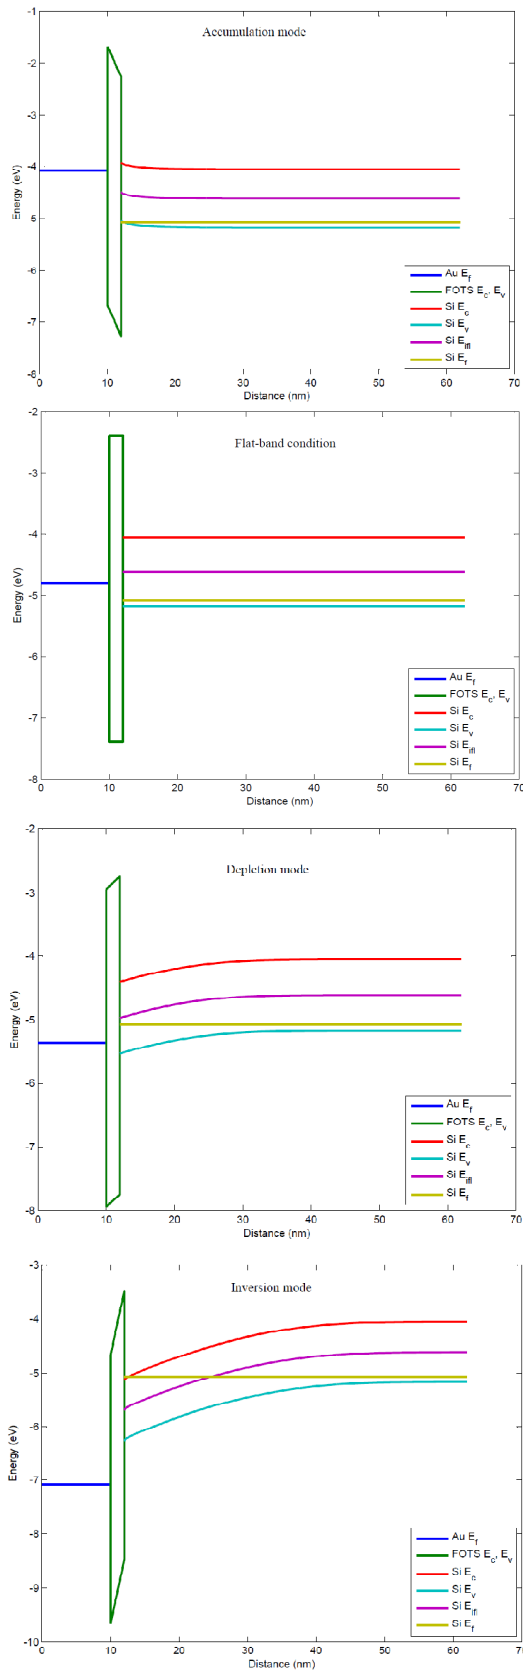 Accumulation mode
-1
-2
-3
-4
-5
-6
-7
-8
Energy (eV)
Au E_f
FOTS E_c, E_v
Si E_c
Si E_v
Si E_ifl
Si E_f
0 10 20 30 40 50 60 70
Distance (nm)
Flat-band condition
-2
-3
-4
-5
-6
-7
-8
Energy (eV)
Au E_f
FOTS E_c, E_v
Si E_c
Si E_v
Si E_ifl
Si E_f
0 10 20 30 40 50 60 70
Distance (nm)
Depletion mode
-2
-3
-4
-5
-6
-7
-8
Energy (eV)
Au E_f
FOTS E_c, E_v
Si E_c
Si E_v
Si E_ifl
Si E_f
0 10 20 30 40 50 60 70
Distance (nm)
Inversion mode
-3
-4
-5
-6
-7
-8
-9
-10
Energy (eV)
Au E_f
FOTS E_c, E_v
Si E_c
Si E_v
Si E_ifl
Si E_f
0 10 20 30 40 50 60 70
Distance (nm)